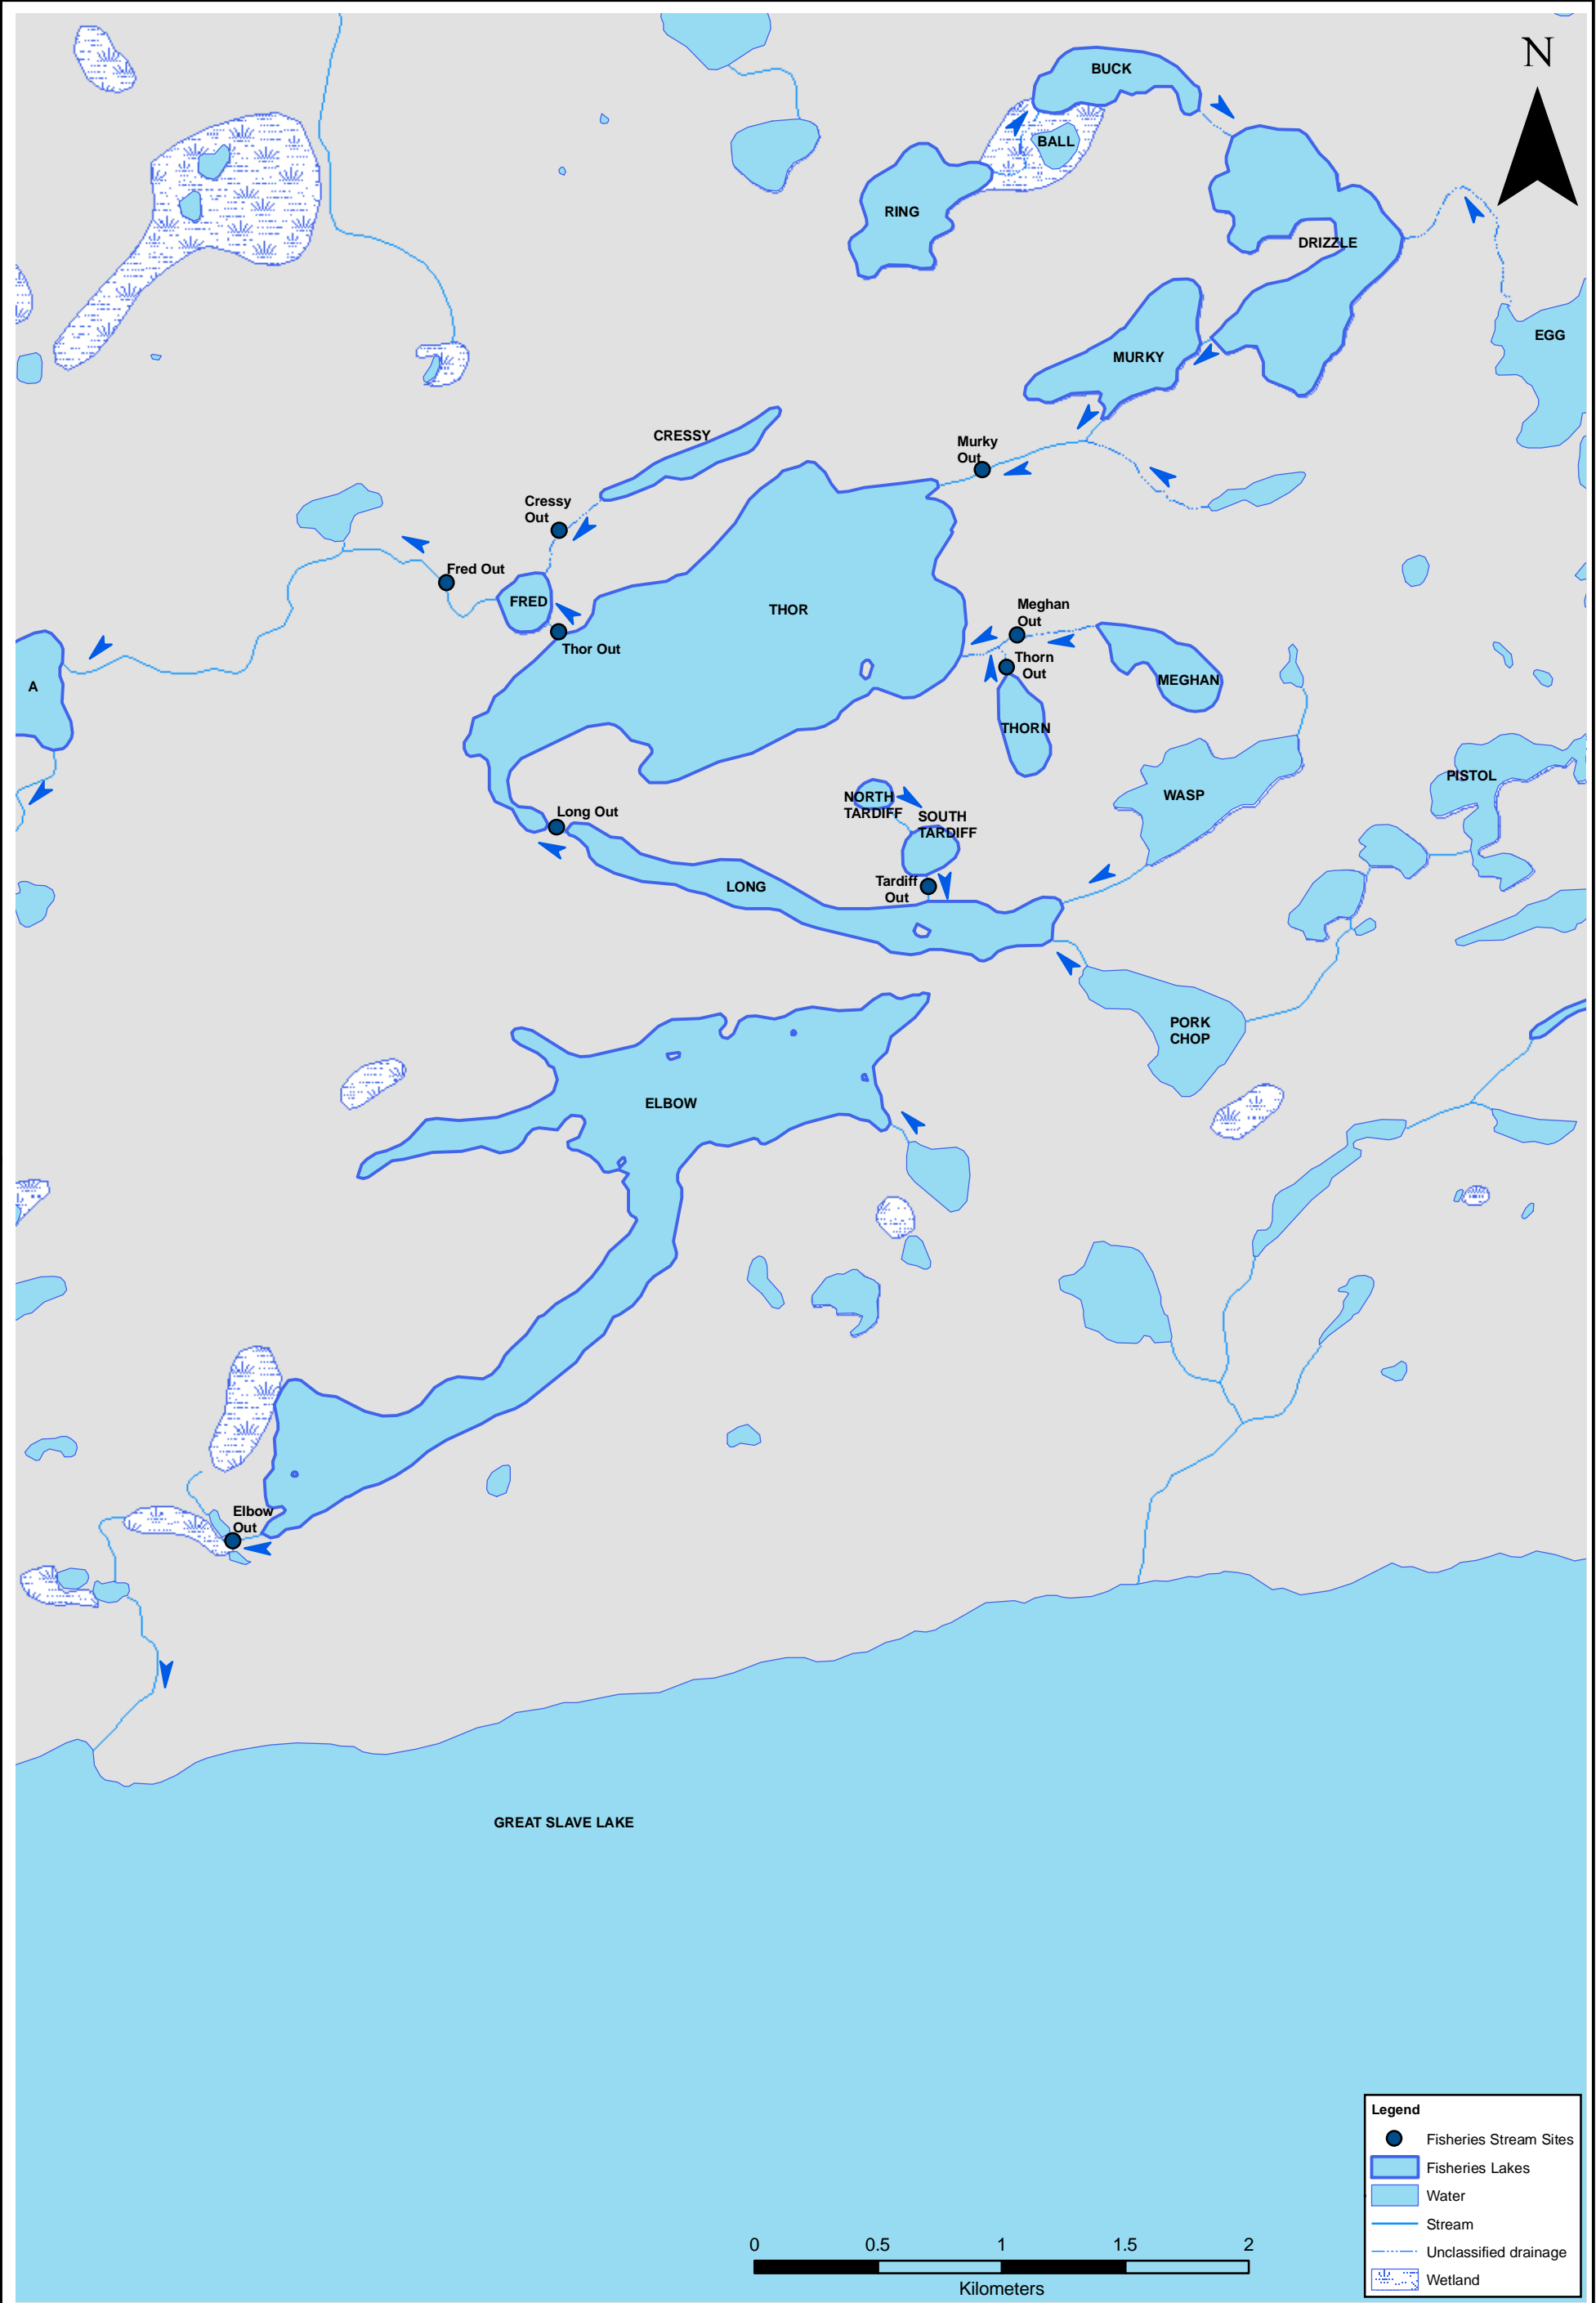 N
BUCK
BALL
RING
DRIZZLE
EGG
MURKY
CRESSY
Murky
Out
Cressy
Out
Fred Out
FRED
THOR
Meghan
Out
Thor Out
Thorn
Out
A
MEGHAN
THORN
PISTOL
NORTH
TARDIFF
WASP
Long Out
SOUTH
TARDIFF
LONG
Tardiff
Out
PORK
CHOP
ELBOW
Elbow
Out
GREAT SLAVE LAKE
Legend
Fisheries Stream Sites
Fisheries Lakes
Water
Stream
Unclassified drainage
Wetland
0 0.5 1 1.5 2
Kilometers